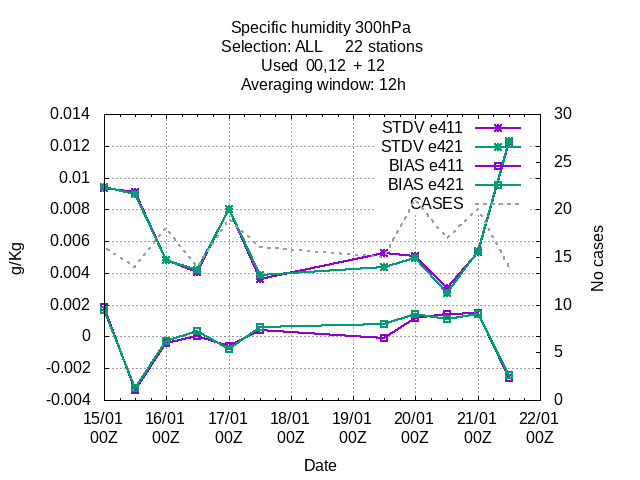 Specific humidity 300hPa
Selection: ALL     22 stations
Used  00,12  + 12
Averaging window: 12h
0.014
0.012
0.01
0.008
0.006
0.004
0.002
0
-0.002
-0.004
g/Kg
STDV e411
STDV e421
BIAS e411
BIAS e421
CASES
30
25
20
15
10
5
0
No cases
15/01 16/01 17/01 18/01 19/01 20/01 21/01 22/01
00Z 00Z 00Z 00Z 00Z 00Z 00Z 00Z
Date